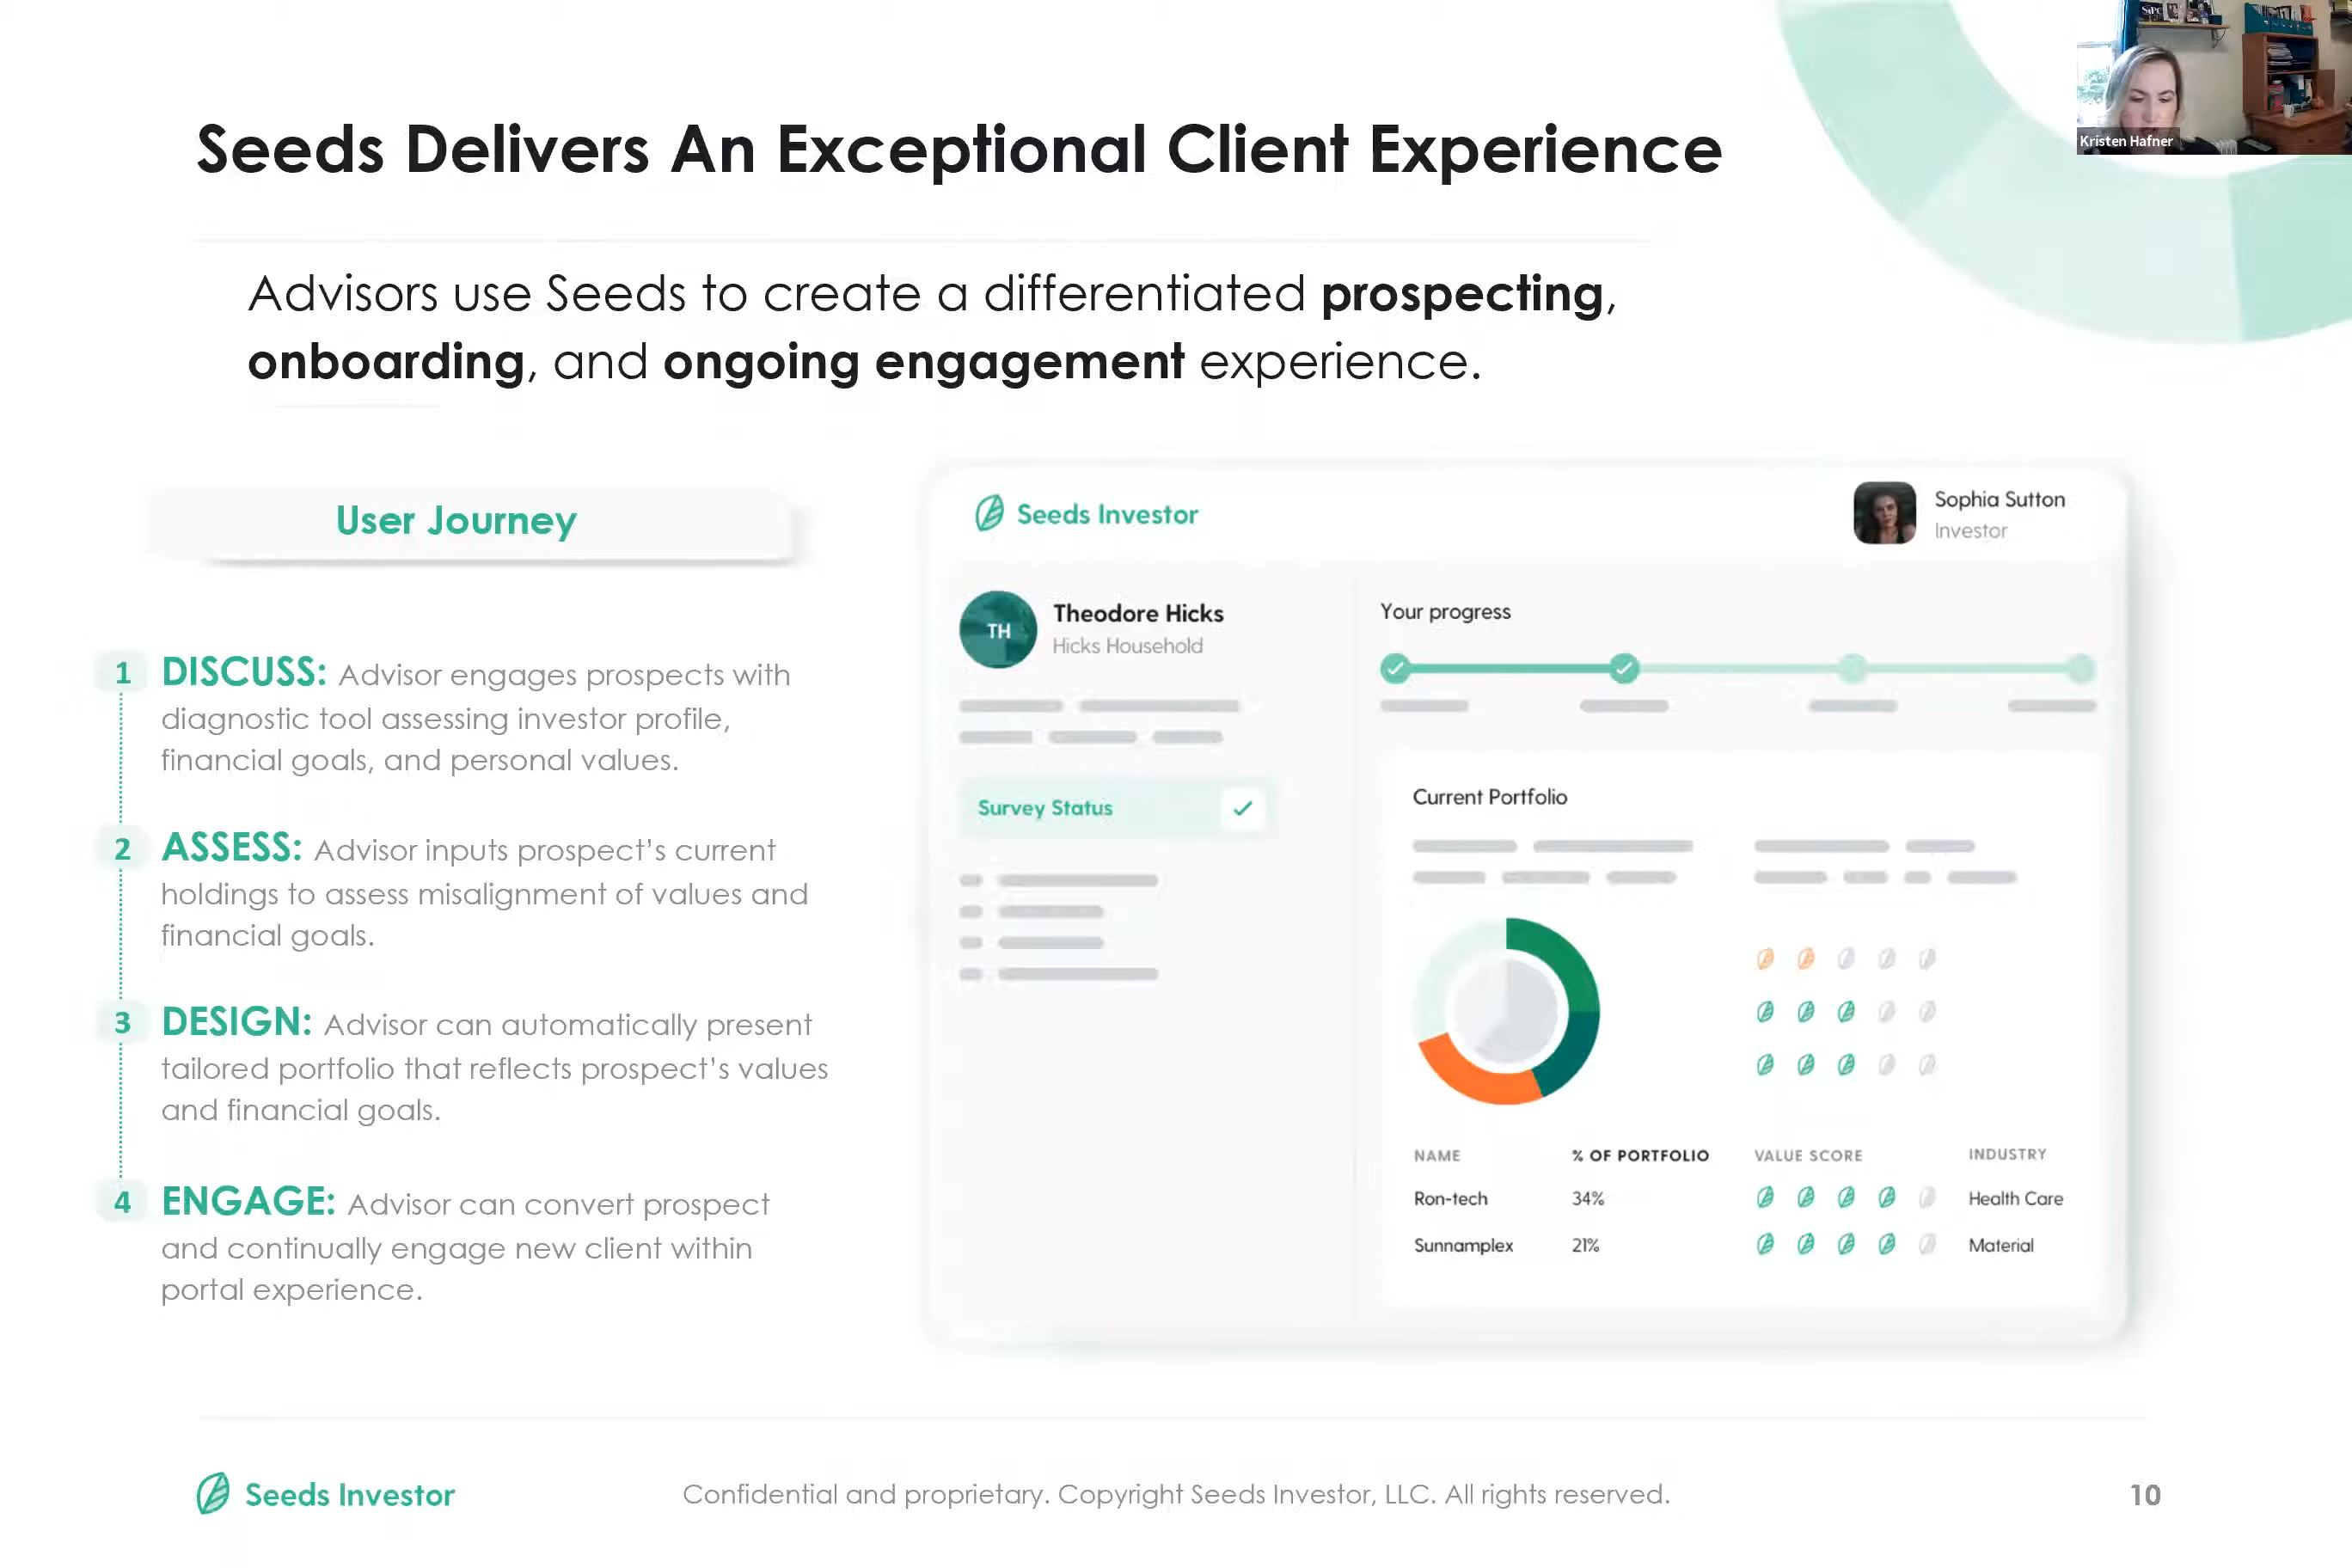 SiPC
Kristen Hafner
Seeds Delivers An Exceptional Client Experience
Advisors use Seeds to create a differentiated prospecting,
onboarding, and ongoing engagement experience.
User Journey
1 DISCUSS: Advisor engages prospects with
diagnostic tool assessing investor profile,
financial goals, and personal values.
2 ASSESS: Advisor inputs prospect’s current
holdings to assess misalignment of values and
financial goals.
3 DESIGN: Advisor can automatically present
tailored portfolio that reflects prospect’s values
and financial goals.
4 ENGAGE: Advisor can convert prospect
and continually engage new client within
portal experience.
Seeds Investor
Sophia Sutton
Investor
TH
Theodore Hicks
Hicks Household
Survey Status
Your progress
Current Portfolio
NAME % OF PORTFOLIO VALUE SCORE INDUSTRY
Ron-tech 34% Health Care
Sunnamplex 21% Material
Seeds Investor
Confidential and proprietary. Copyright Seeds Investor, LLC. All rights reserved.
10